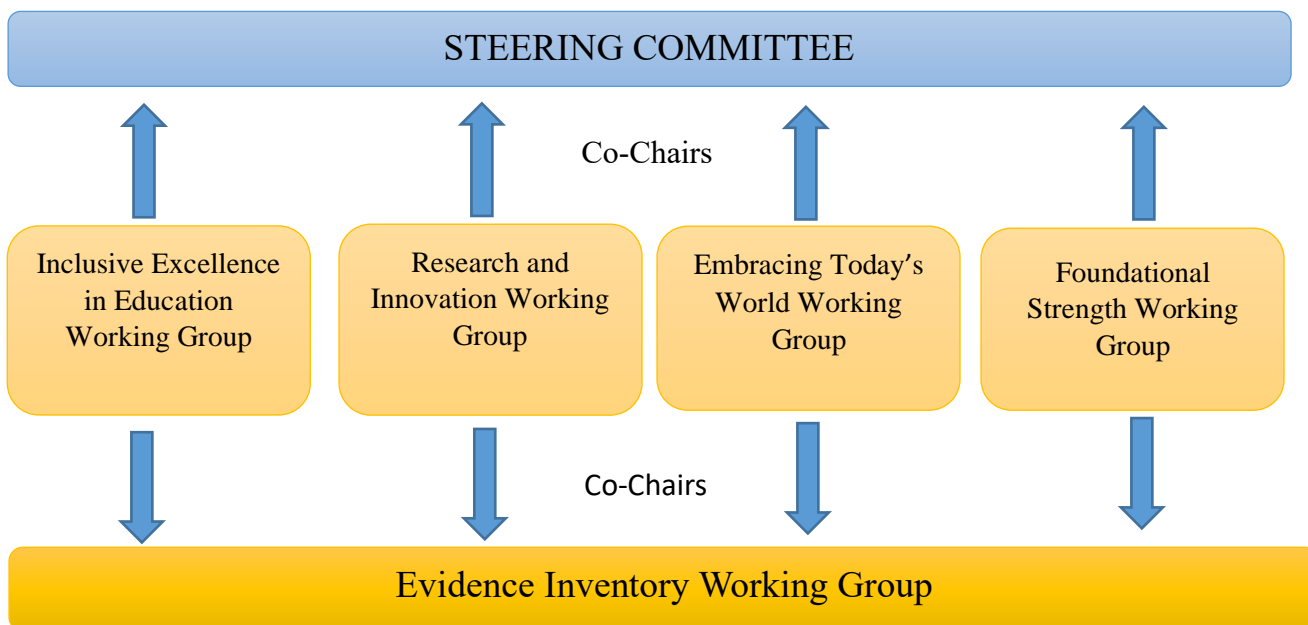 STEERING COMMITTEE
Co-Chairs
Inclusive Excellence
in Education
Working Group
Research and
Innovation Working
Group
Embracing Today’s
World Working
Group
Foundational
Strength Working
Group
Co-Chairs
Evidence Inventory Working Group